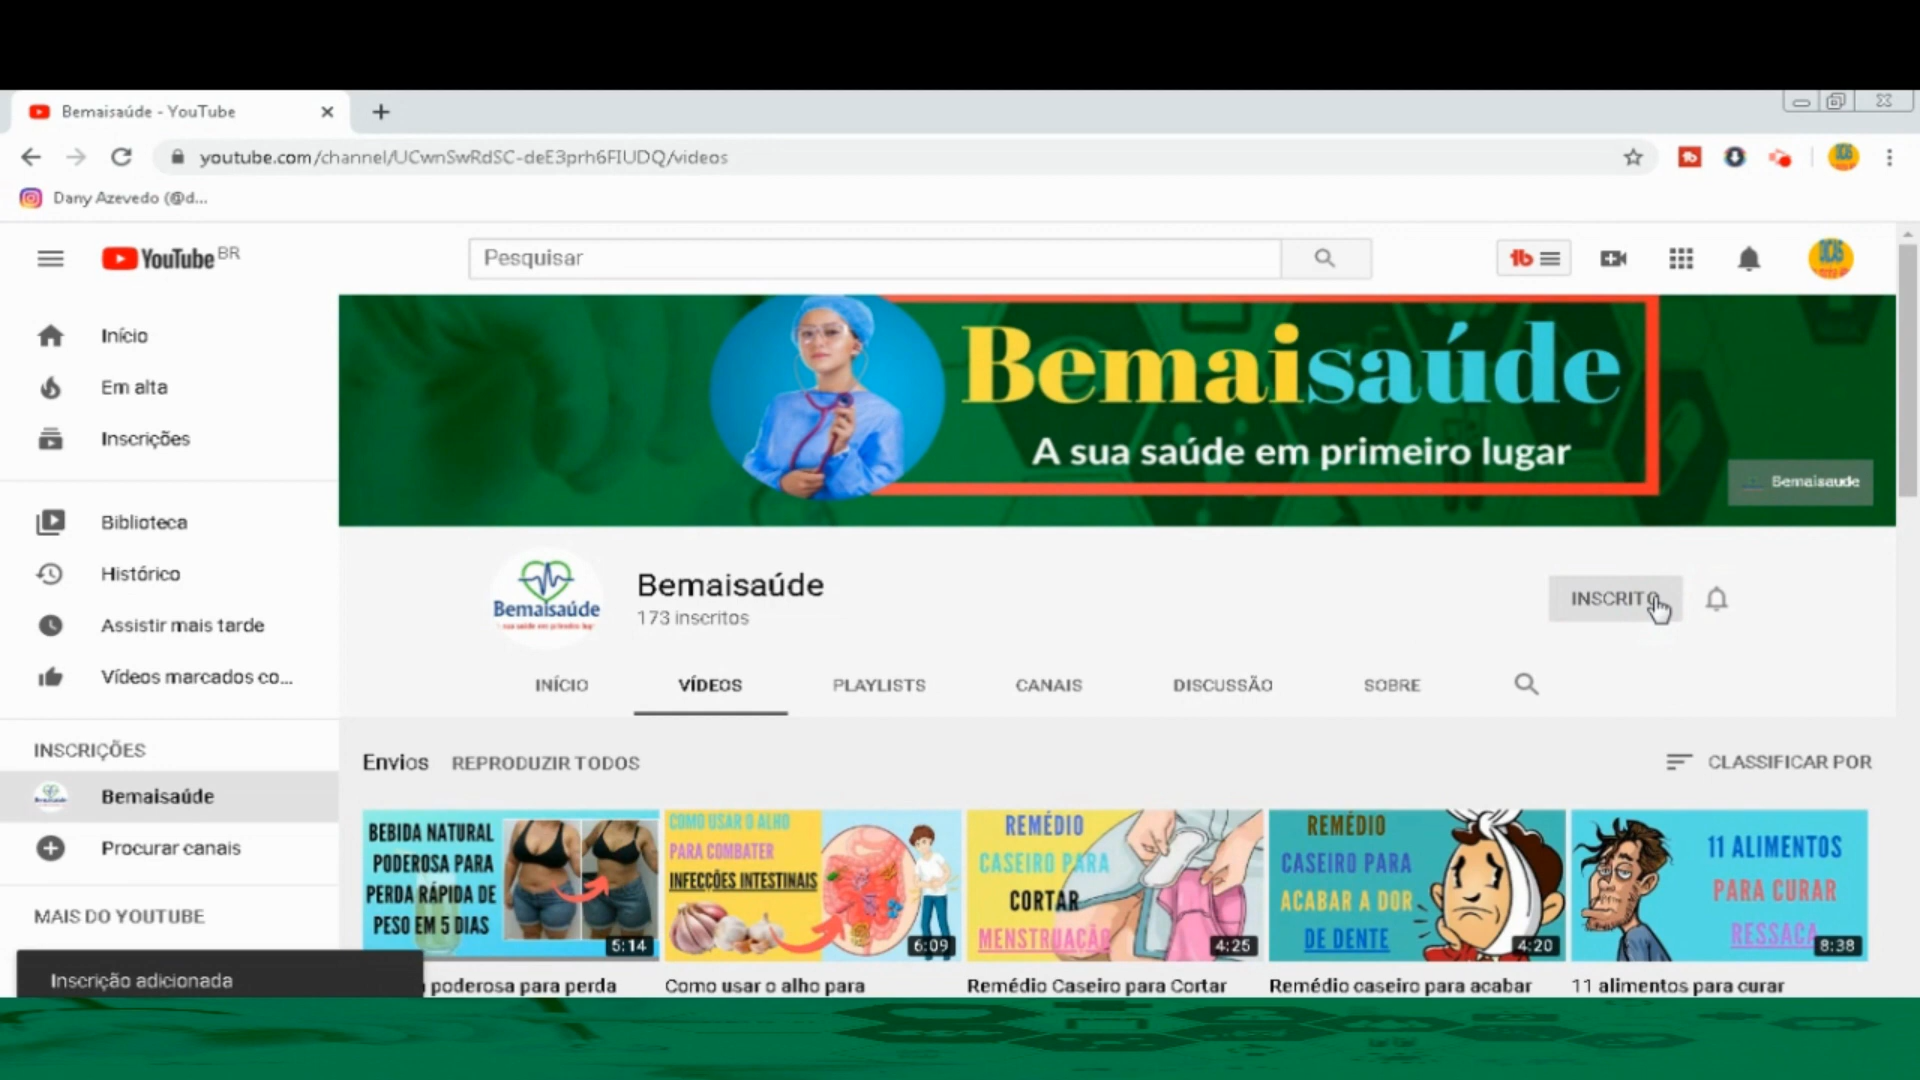 Bemaisaúde - YouTube
youtube.com/channel/UCwnSwRdSC-deE3prh6FIUDQ/videos
Dany Azevedo (@d...
YouTube BR
Pesquisar
Início
Em alta
Inscrições
Biblioteca
Histórico
Assistir mais tarde
Vídeos marcados co...
INSCRIÇÕES
Bemaisaúde
Procurar canais
MAIS DO YOUTUBE
Inscrição adicionada
Bemaisaúde
A sua saúde em primeiro lugar
Bemaisaude
Bemaisaúde
Bemaisaúde
173 inscritos
INSCRITO
INÍCIO
VÍDEOS
PLAYLISTS
CANAIS
DISCUSSÃO
SOBRE
Envios
REPRODUZIR TODOS
CLASSIFICAR POR
BEBIDA NATURAL
PODEROSA PARA
PERDA RÁPIDA DE
PESO EM 5 DIAS
5:14
COMO USAR O ALHO
PARA COMBATER
INFECÇÕES INTESTINAIS
6:09
REMÉDIO
CASEIRO PARA
CORTAR
MENSTRUAÇÃO
4:25
REMÉDIO
CASEIRO PARA
ACABAR A DOR
DE DENTE
4:20
11 ALIMENTOS
PARA CURAR
RESSACA
8:38
poderosa para perda
Como usar o alho para
Remédio Caseiro para Cortar
Remédio caseiro para acabar
11 alimentos para curar